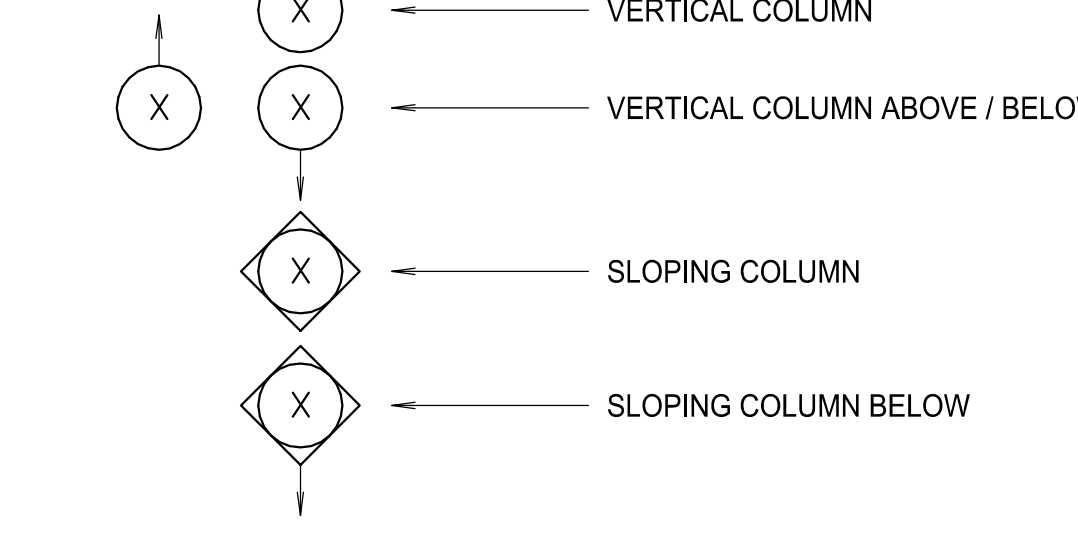 X VERTICAL COLUMN
X X VERTICAL COLUMN ABOVE / BELOW
X SLOPING COLUMN
X SLOPING COLUMN BELOW